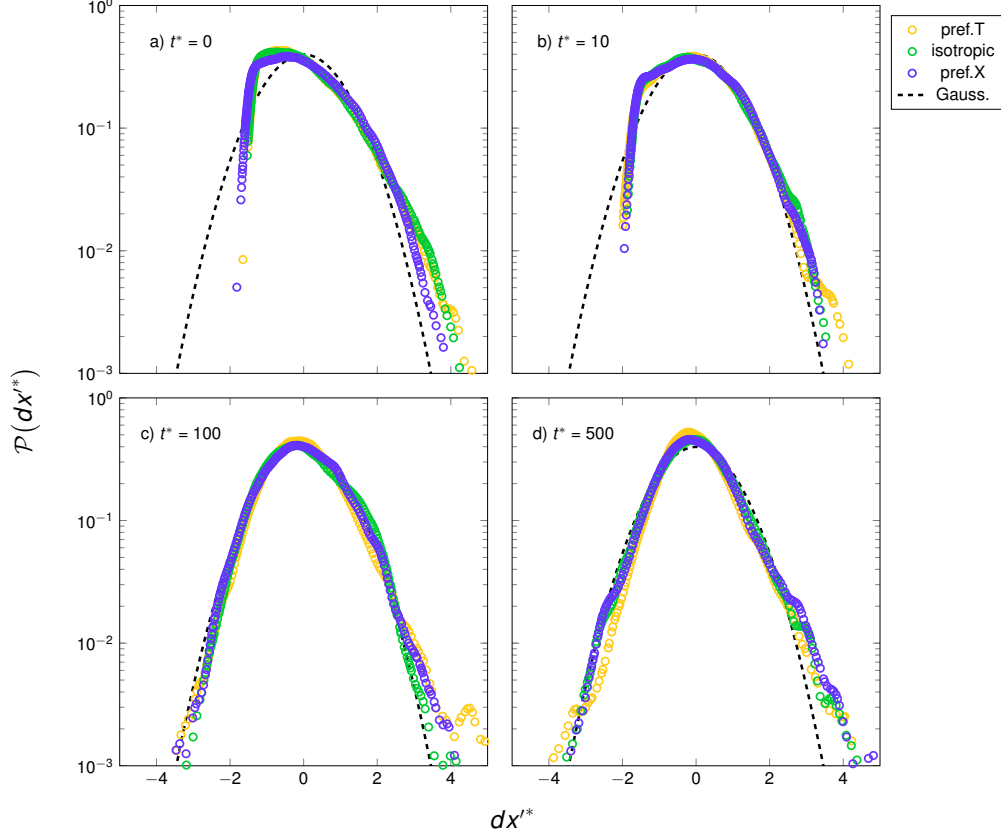 10⁰
10⁻¹
10⁻²
10⁻³
a) t* = 0
b) t* = 10
pref.T
isotropic
pref.X
Gauss.
10⁰
10⁻¹
10⁻²
10⁻³
c) t* = 100
d) t* = 500
−4 −2 0 2 4
−4 −2 0 2 4
𝒫(dx′*)
dx′*